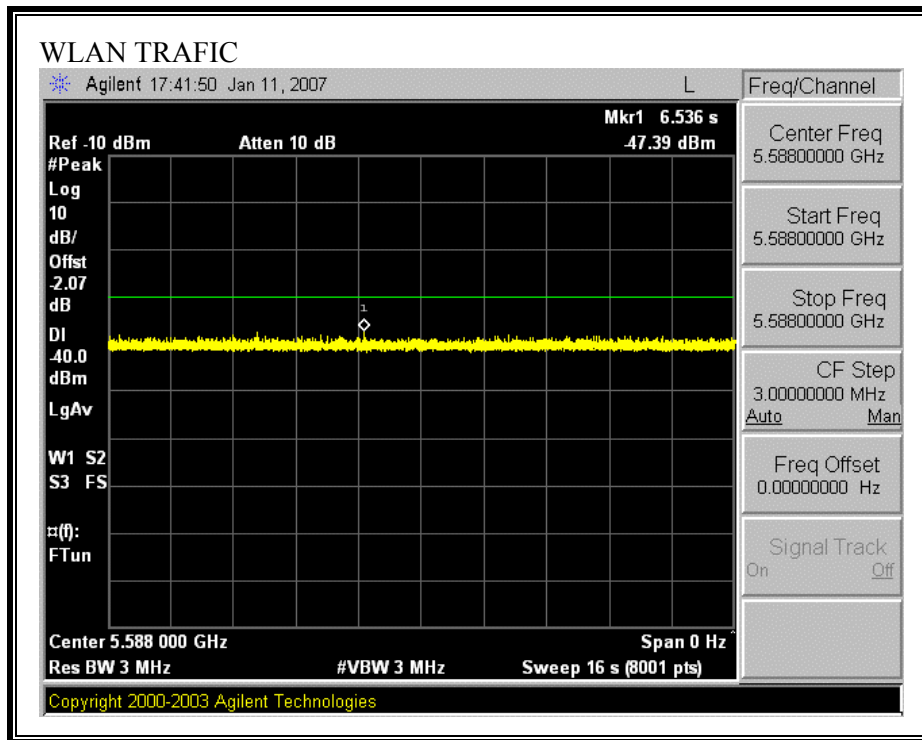 WLAN TRAFIC
Agilent 17:41:50 Jan 11, 2007 L
Freq/Channel
Mkr1 6.536 s
Ref -10 dBm Atten 10 dB -47.39 dBm
#Peak
Log
10
dB/
Offst
-2.07
dB
DI
-40.0
dBm
LgAv
W1 S2
S3 FS
¤(f):
FTun
1
Center 5.588 000 GHz Span 0 Hz^
Res BW 3 MHz #VBW 3 MHz Sweep 16 s (8001 pts)
Copyright 2000-2003 Agilent Technologies
Center Freq
5.58800000 GHz
Start Freq
5.58800000 GHz
Stop Freq
5.58800000 GHz
CF Step
3.00000000 MHz
Auto Man
Freq Offset
0.00000000 Hz
Signal Track
On Off